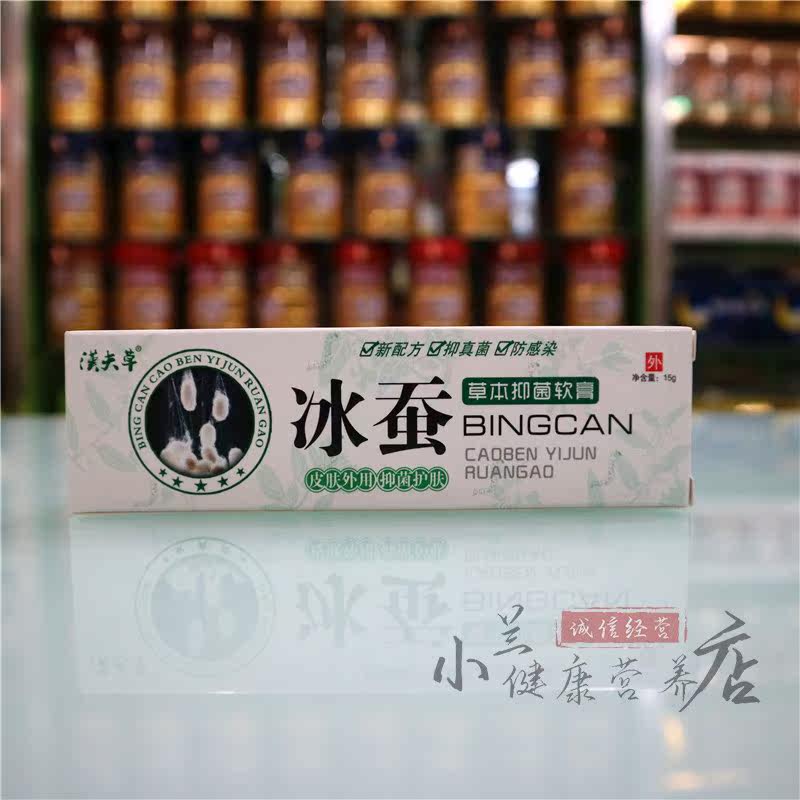 漢夫草®
BING CAN CAO BEN YI JUN RUAN GAO
☑新配方 ☑抑真菌 ☑防感染
外
净含量：15g
冰蚕
草本抑菌软膏
BINGCAN
CAOBEN YIJUN
RUANGAO
皮肤外用 抑菌护肤
诚信经营
小兰健康营养店